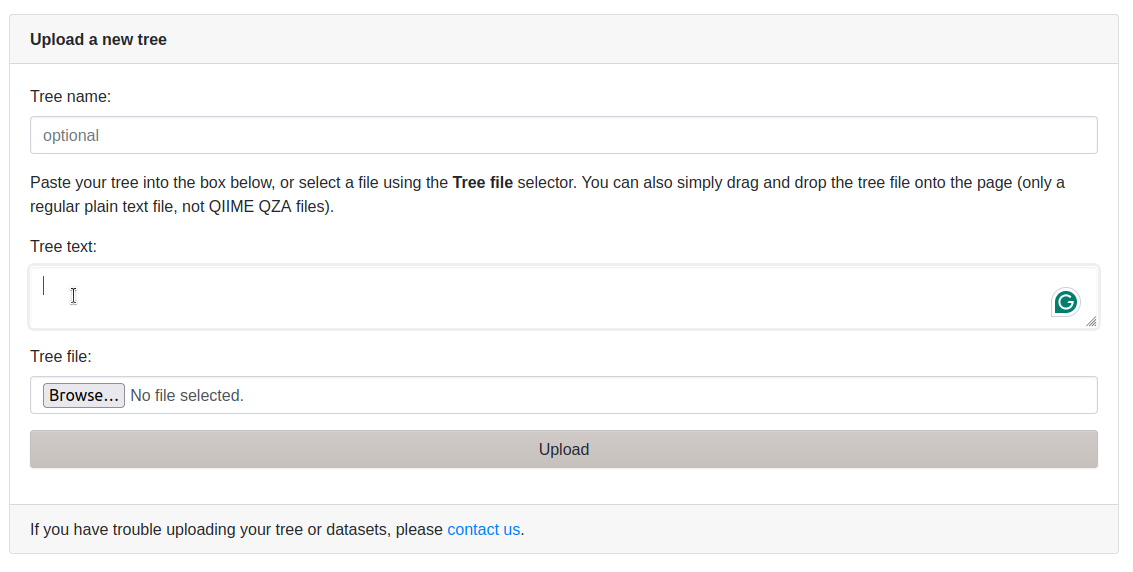 Upload a new tree
Tree name:
optional
Paste your tree into the box below, or select a file using the Tree file selector. You can also simply drag and drop the tree file onto the page (only a
regular plain text file, not QIIME QZA files).
Tree text:
Tree file:
Browse... No file selected.
Upload
If you have trouble uploading your tree or datasets, please contact us.